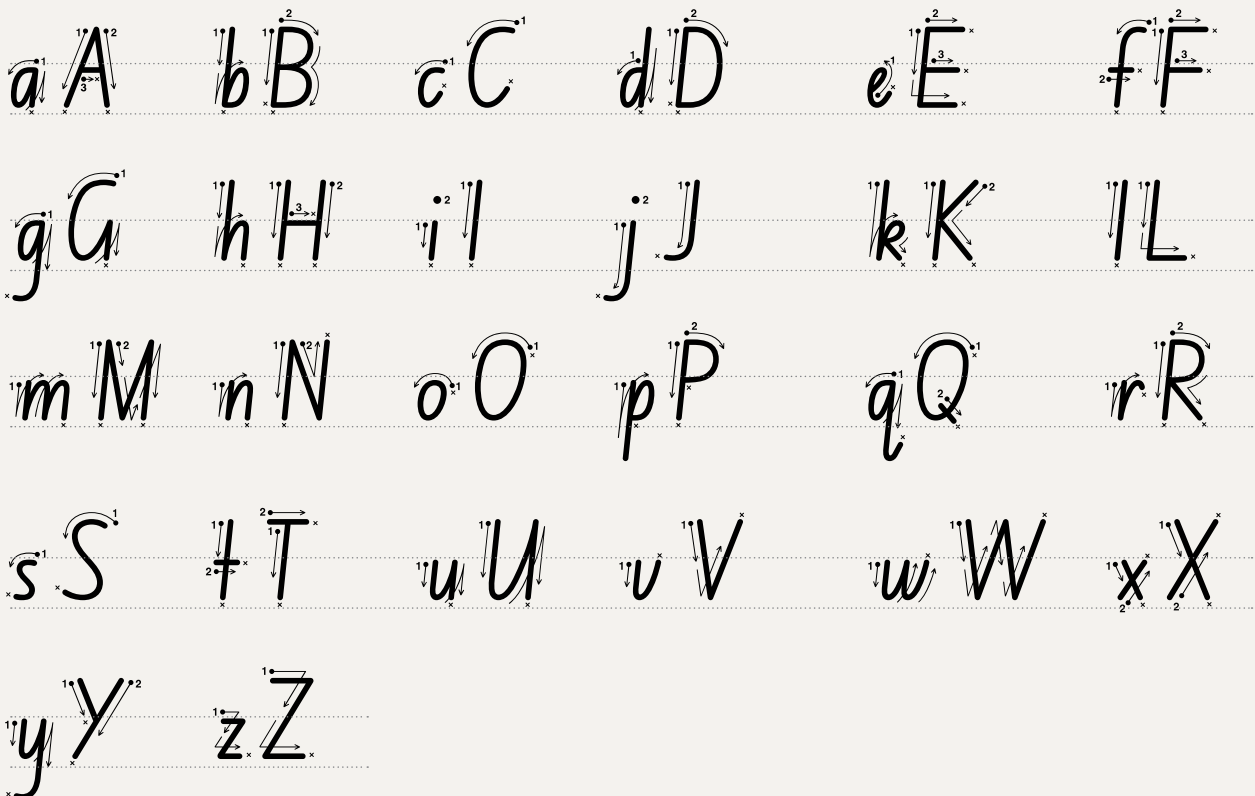 aA bB cC dD eE fF
gG hH iI jJ kK lL
mM nN oO pP qQ rR
sS tT uU vV wW xX
yY zZ